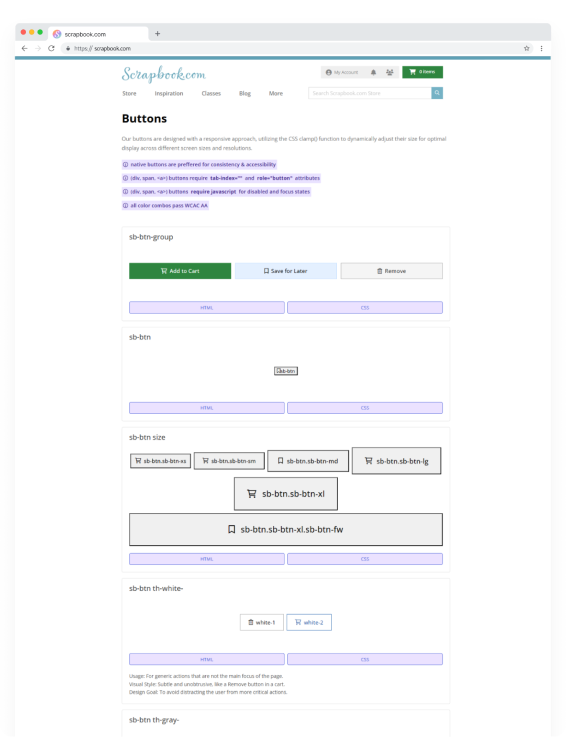 scrapbook.com
https:// scrapbook.com
Scrapbook.com
My Account
0 Items
Store Inspiration Classes Blog More
Search Scrapbook.com Store
Buttons
Our buttons are designed with a responsive approach, utilizing the CSS clamp() function to dynamically adjust their size for optimal
display across different screen sizes and resolutions.
native buttons are preffered for consistency & accessibility
(div, span, <a>) buttons require tab-index="" and role="button" attributes
(div, span, <a>) buttons require javascript for disabled and focus states
all color combos pass WCAC AA
sb-btn-group
Add to Cart Save for Later Remove
HTML CSS
sb-btn
sb-btn
HTML CSS
sb-btn size
sb-btn.sb-btn-xs sb-btn.sb-btn-sm sb-btn.sb-btn-md sb-btn.sb-btn-lg
sb-btn.sb-btn-xl
sb-btn.sb-btn-xl.sb-btn-fw
HTML CSS
sb-btn th-white-
white-1 white-2
HTML CSS
Usage: For generic actions that are not the main focus of the page.
Visual Style: Subtle and unobtrusive, like a Remove button in a cart.
Design Goal: To avoid distracting the user from more critical actions.
sb-btn th-gray-